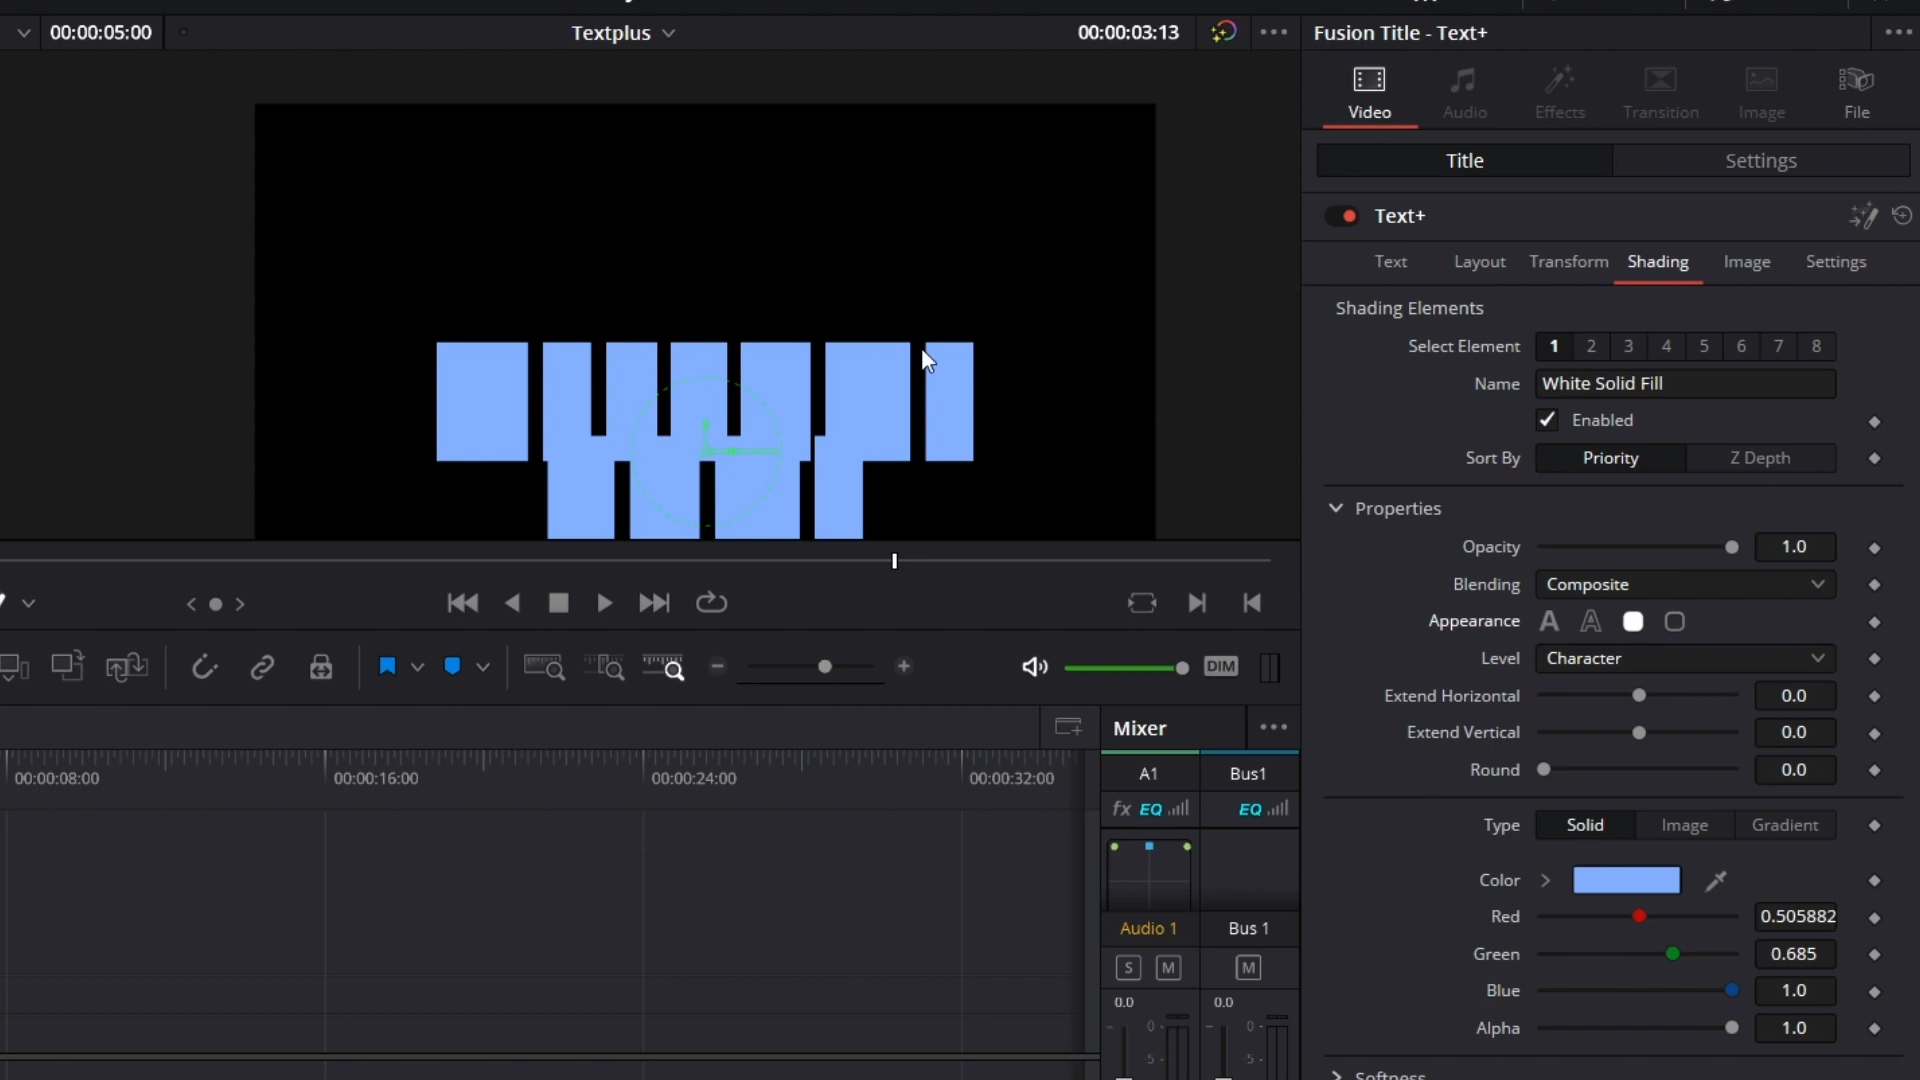 00:00:05:00
Textplus
00:00:03:13
Fusion Title - Text+
Video
Audio
Effects
Transition
Image
File
Title
Settings
Text+
Text
Layout
Transform
Shading
Image
Settings
Shading Elements
Select Element 1 2 3 4 5 6 7 8
Name White Solid Fill
Enabled
Sort By Priority Z Depth
Properties
Opacity 1.0
Blending Composite
Appearance A A
Level Character
Extend Horizontal 0.0
Extend Vertical 0.0
Round 0.0
Type Solid Image Gradient
Color
Red 0.505882
Green 0.685
Blue 1.0
Alpha 1.0
Softness
DIM
Mixer
00:00:08:00
00:00:16:00
00:00:24:00
00:00:32:00
A1
Bus1
fx EQ
EQ
Audio 1
Bus 1
S M
M
0.0
0.0
0
0
5
5